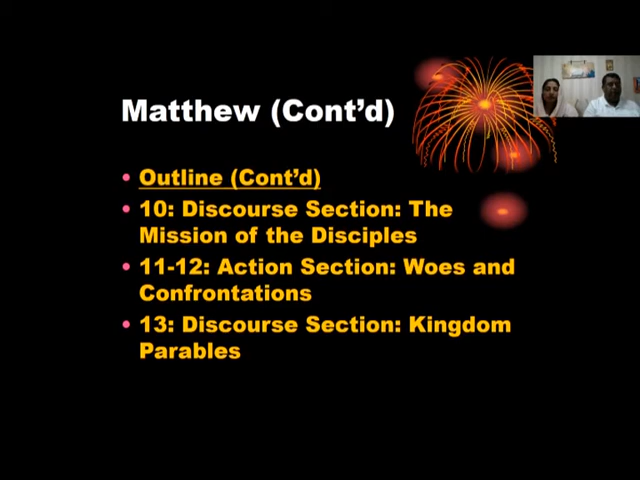 Matthew (Cont’d)
• Outline (Cont’d)
• 10: Discourse Section: The
Mission of the Disciples
• 11-12: Action Section: Woes and
Confrontations
• 13: Discourse Section: Kingdom
Parables